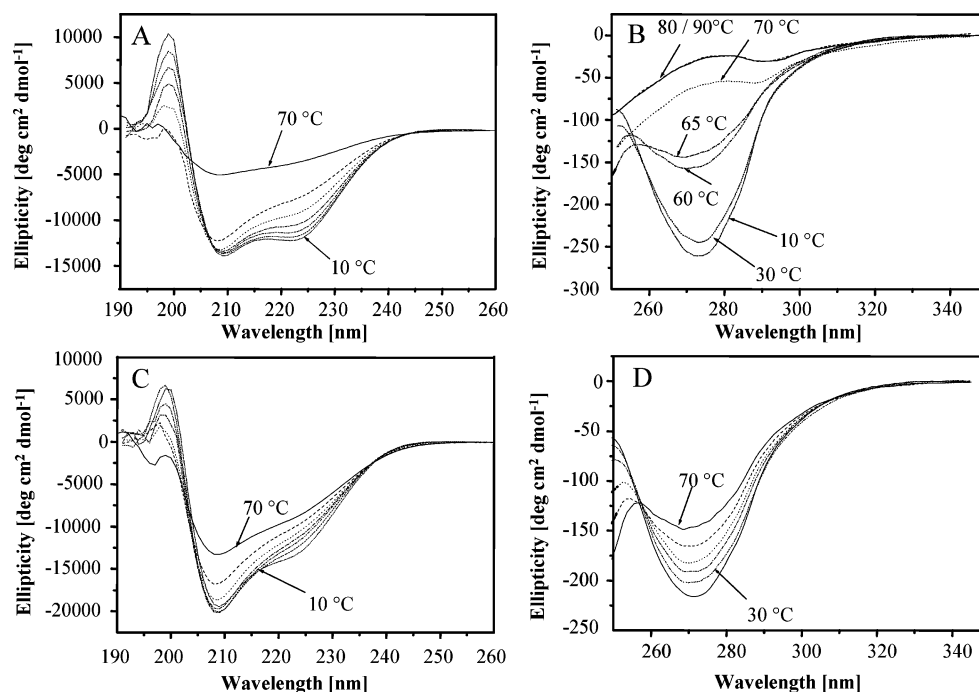 A
Ellipticity [deg cm² dmol⁻¹]
10000
5000
0
-5000
-10000
-15000
70 °C
10 °C
190 200 210 220 230 240 250 260
Wavelength [nm]
B
Ellipticity [deg cm² dmol⁻¹]
0
-50
-100
-150
-200
-250
-300
80 / 90°C
70 °C
65 °C
60 °C
10 °C
30 °C
260 280 300 320 340
Wavelength [nm]
C
Ellipticity [deg cm² dmol⁻¹]
10000
5000
0
-5000
-10000
-15000
-20000
70 °C
10 °C
190 200 210 220 230 240 250 260
Wavelength [nm]
D
Ellipticity [deg cm² dmol⁻¹]
0
-50
-100
-150
-200
-250
70 °C
30 °C
260 280 300 320 340
Wavelength [nm]